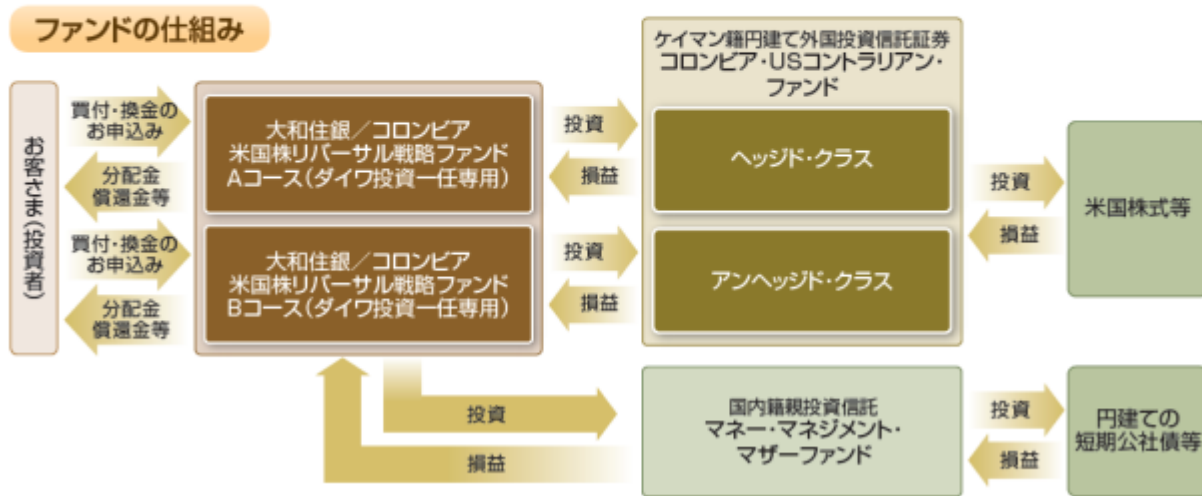 ファンドの仕組み
お客さま(投資者)
買付・換金の
お申込み
分配金
償還金等
買付・換金の
お申込み
分配金
償還金等
大和住銀/コロンビア
米国株リバーサル戦略ファンド
Aコース(ダイワ投資一任専用)
大和住銀/コロンビア
米国株リバーサル戦略ファンド
Bコース(ダイワ投資一任専用)
投資
損益
投資
損益
ケイマン籍円建て外国投資信託証券
コロンビア・USコントラリアン・
ファンド
ヘッジド・クラス
アンヘッジド・クラス
投資
損益
米国株式等
投資
損益
国内籍親投資信託
マネー・マネジメント・
マザーファンド
投資
損益
円建ての
短期公社債等